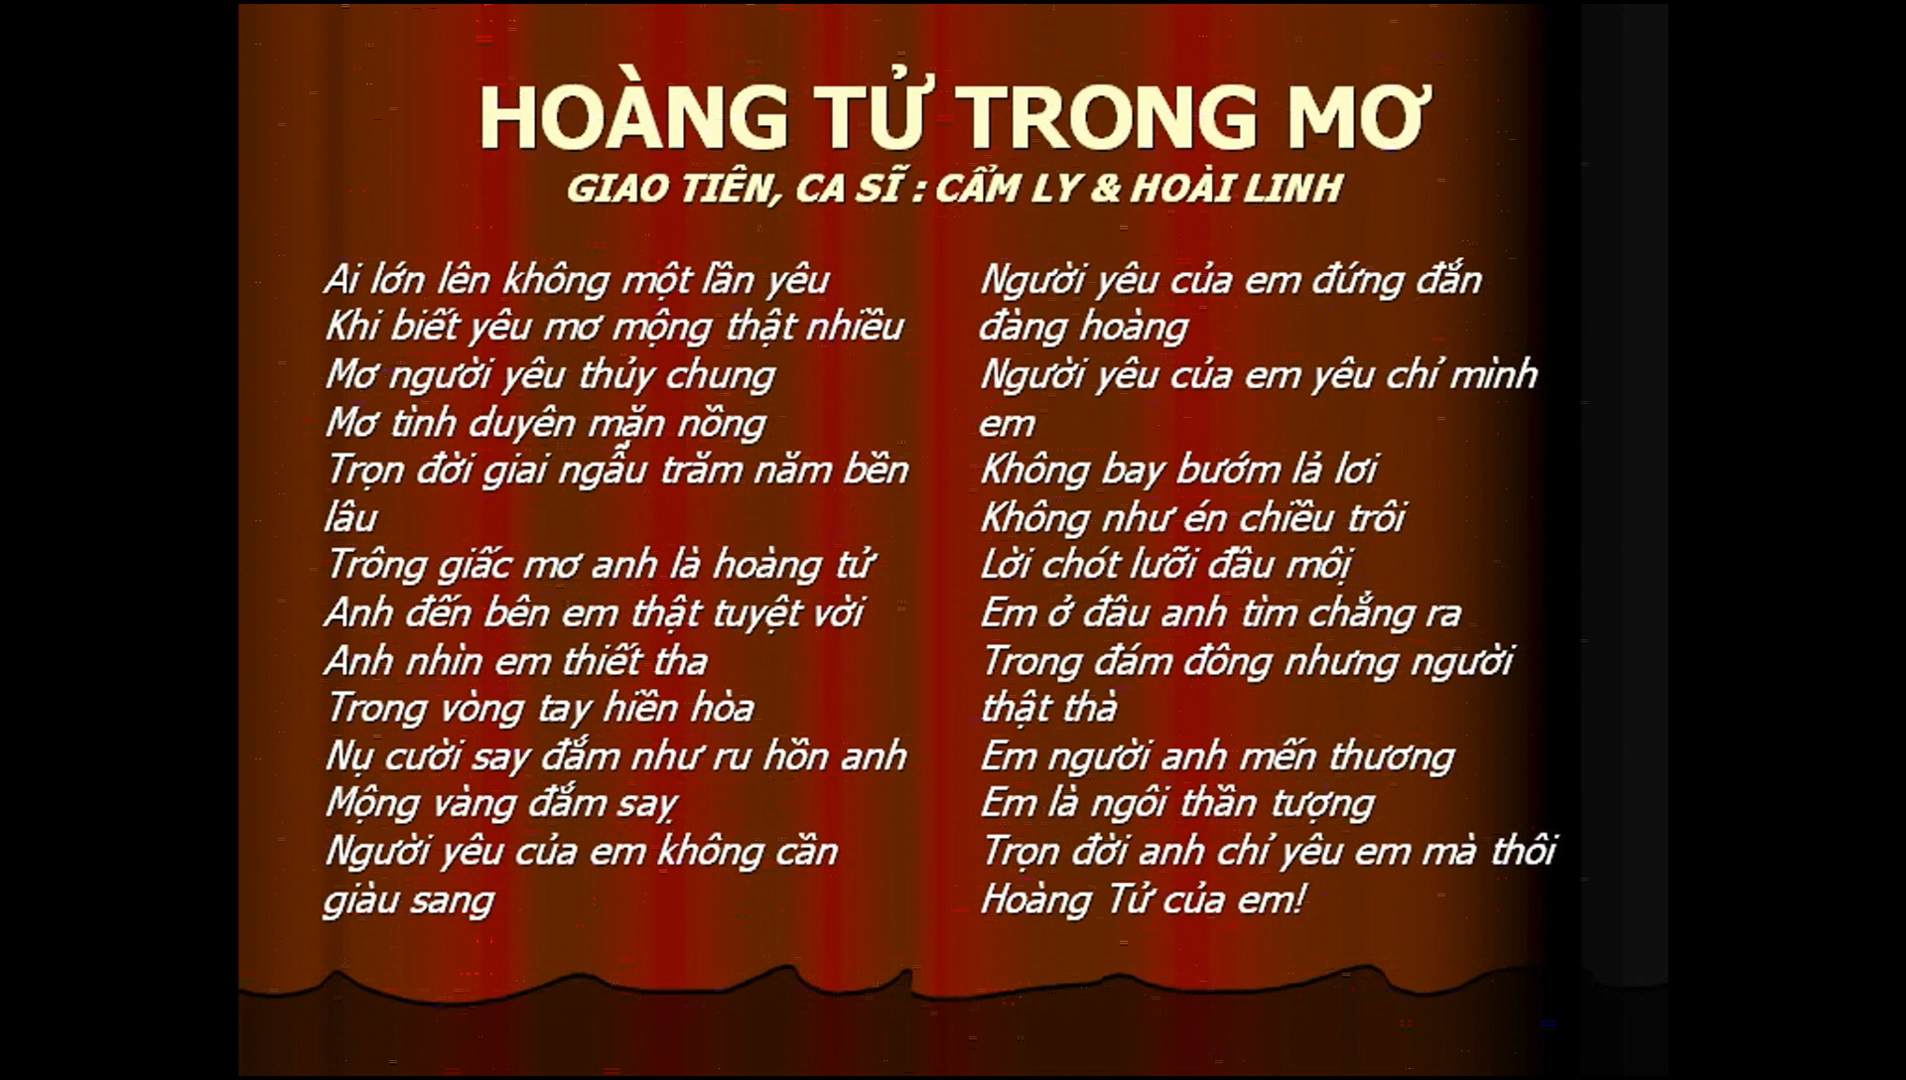 HOÀNG TỬ TRONG MƠ
GIAO TIÊN, CA SĨ : CẨM LY & HOÀI LINH
Ai lớn lên không một lần yêu
Khi biết yêu mơ mộng thật nhiều
Mơ người yêu thủy chung
Mơ tình duyên mặn nồng
Trọn đời giai ngẫu trăm năm bền
lâu
Trông giấc mơ anh là hoàng tử
Anh đến bên em thật tuyệt vời
Anh nhìn em thiết tha
Trong vòng tay hiền hòa
Nụ cười say đắm như ru hồn anh
Mộng vàng đắm saỵ
Người yêu của em không cần
giàu sang
Người yêu của em đứng đắn
đàng hoàng
Người yêu của em yêu chỉ mình
em
Không bay bướm lả lơi
Không như én chiều trôi
Lời chót lưỡi đầu môị
Em ở đâu anh tìm chẳng ra
Trong đám đông nhưng người
thật thà
Em người anh mến thương
Em là ngôi thần tượng
Trọn đời anh chỉ yêu em mà thôi
Hoàng Tử của em!